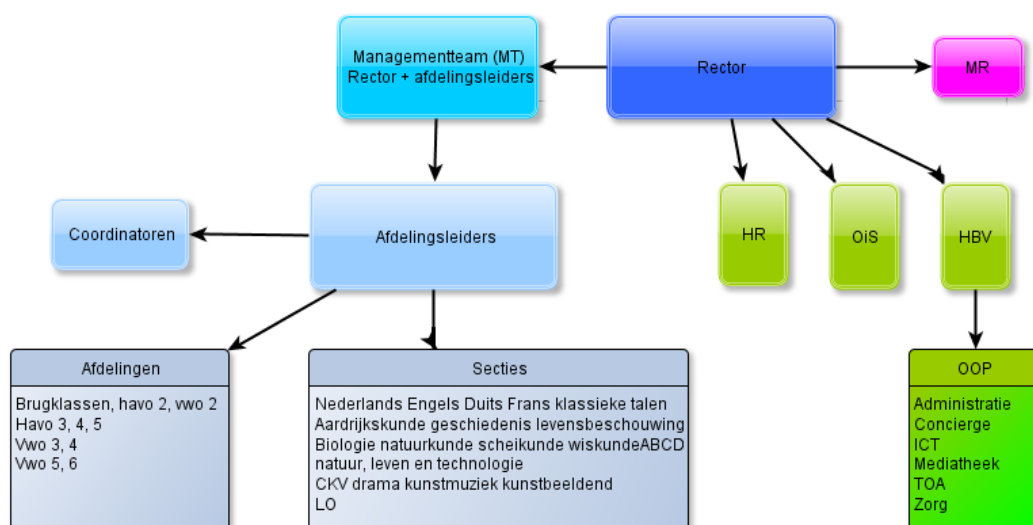 Managementteam (MT)
Rector + afdelingsleiders
Rector
MR
Coordinatoren
Afdelingsleiders
HR
OiS
HBV
Afdelingen
Brugklassen, havo 2, vwo 2
Havo 3, 4, 5
Vwo 3, 4
Vwo 5, 6
Secties
Nederlands Engels Duits Frans klassieke talen
Aardrijkskunde geschiedenis levensbeschouwing
Biologie natuurkunde scheikunde wiskundeABCD
natuur, leven en technologie
CKV drama kunstmuziek kunstbeeldend
LO
OOP
Administratie
Concierge
ICT
Mediatheek
TOA
Zorg